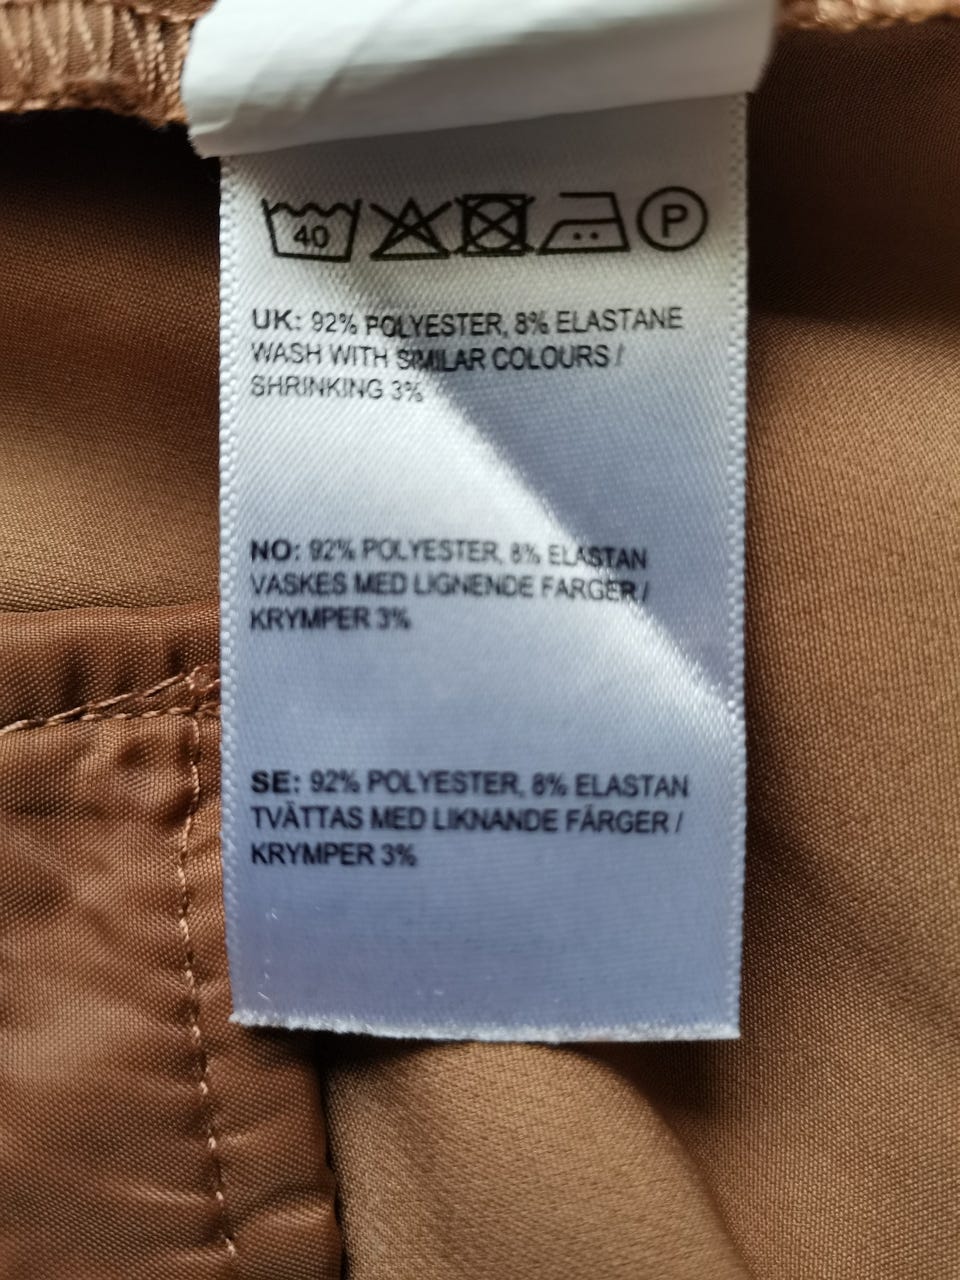 40 P
UK: 92% POLYESTER, 8% ELASTANE
WASH WITH SIMILAR COLOURS /
SHRINKING 3%
NO: 92% POLYESTER, 8% ELASTAN
VASKES MED LIGNENDE FARGER /
KRYMPER 3%
SE: 92% POLYESTER, 8% ELASTAN
TVÄTTAS MED LIKNANDE FÄRGER /
KRYMPER 3%